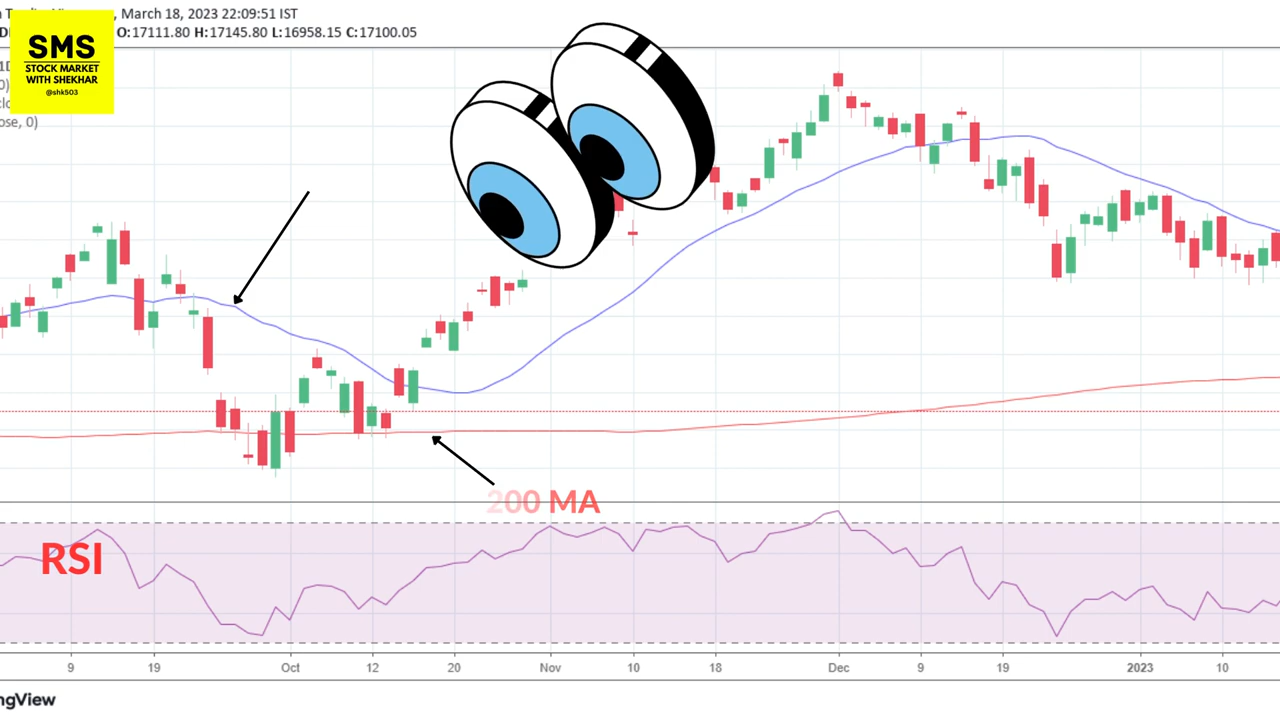 , March 18, 2023 22:09:51 IST
O:17111.80 H:17145.80 L:16958.15 C:17100.05
SMS
STOCK MARKET
WITH SHEKHAR
@shk503
ose, 0)
200 MA
RSI
9 19 Oct 12 20 Nov 10 18 Dec 9 19 2023 10
ngView